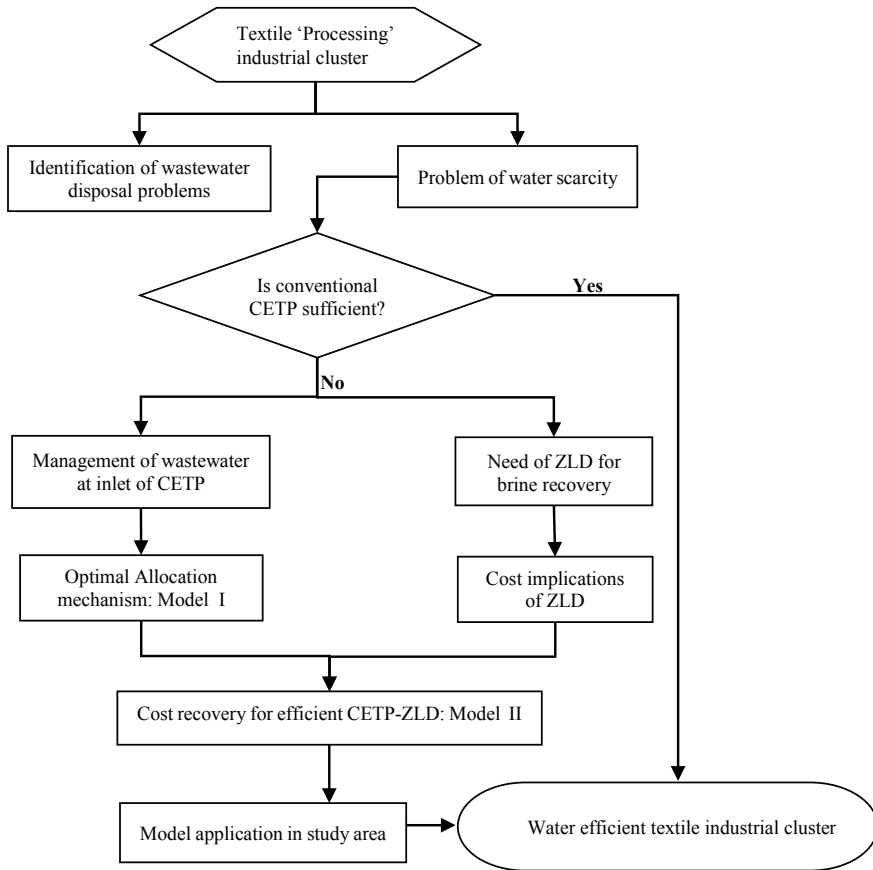 Textile ‘Processing’
industrial cluster
Identification of wastewater
disposal problems
Problem of water scarcity
Is conventional
CETP sufficient?
Yes
No
Management of wastewater
at inlet of CETP
Need of ZLD for
brine recovery
Optimal Allocation
mechanism: Model I
Cost implications
of ZLD
Cost recovery for efficient CETP-ZLD: Model II
Model application in study area
Water efficient textile industrial cluster